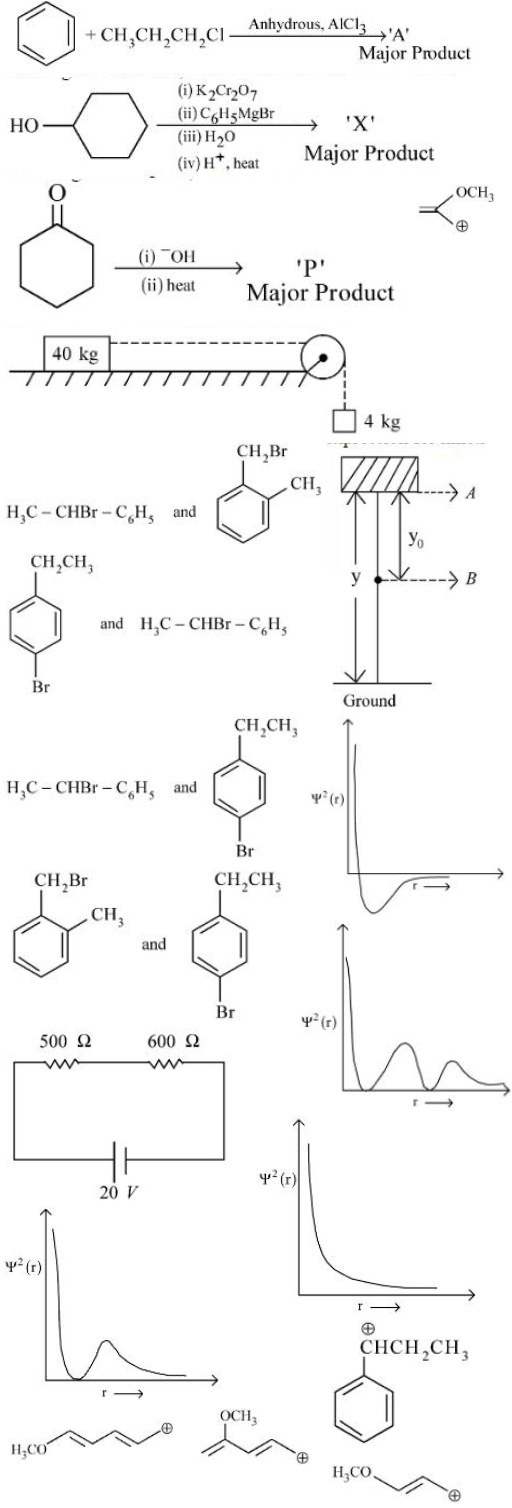 + CH₃CH₂CH₂Cl Anhydrous, AlCl₃ 'A'
Major Product
HO
(i) K₂Cr₂O₇
(ii) C₆H₅MgBr
(iii) H₂O
(iv) H⁺, heat
'X'
Major Product
O
(i) ⁻OH
(ii) heat
'P'
Major Product
OCH₃
⊕
40 kg
4 kg
H₃C – CHBr – C₆H₅ and
CH₂Br
CH₃
A
y₀
y
B
Ground
CH₂CH₃
Br
and H₃C – CHBr – C₆H₅
H₃C – CHBr – C₆H₅ and
CH₂CH₃
Br
Ψ²(r)
r
CH₂Br
CH₃
and
CH₂CH₃
Br
Ψ²(r)
r
500 Ω 600 Ω
20 V
Ψ²(r)
r
Ψ²(r)
r
⊕
CHCH₂CH₃
H₃CO
⊕
OCH₃
⊕
H₃CO
⊕